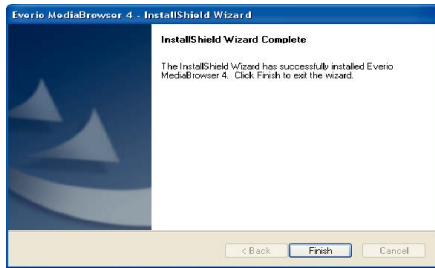 Everio MediaBrowser 4 - InstallShield Wizard
InstallShield Wizard Complete
The InstallShield Wizard has successfully installed Everio
MediaBrowser 4. Click Finish to exit the wizard.
< Back Finish Cancel